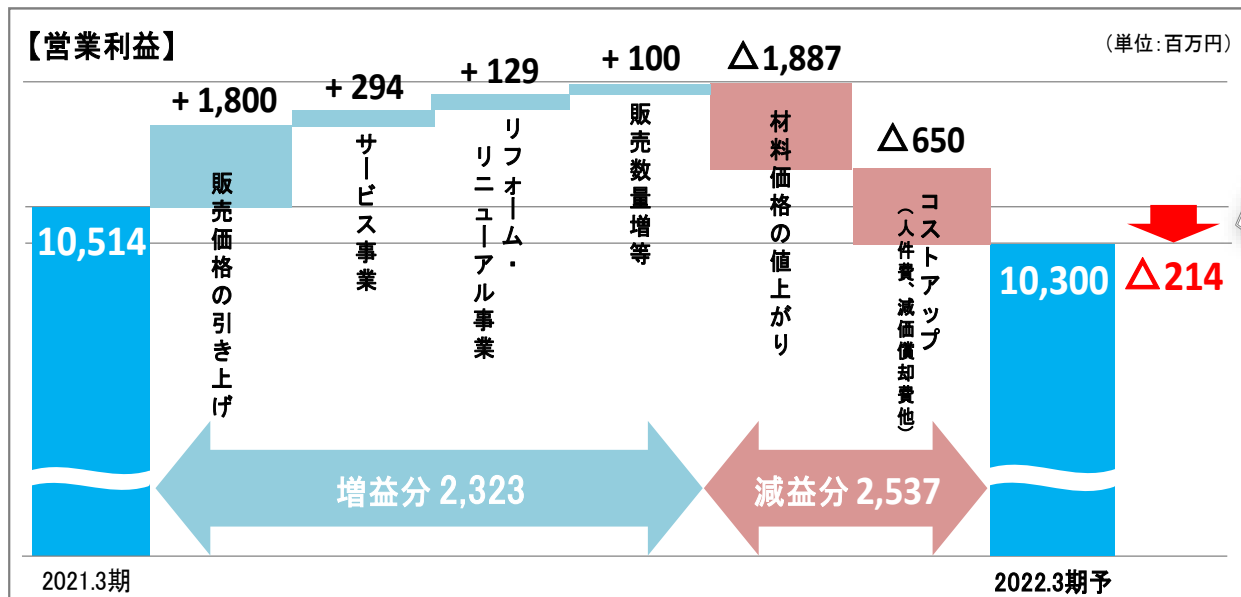 【営業利益】
(単位:百万円)
+ 1,800
+ 294
+ 129
+ 100
△1,887
△650
販売価格の引き上げ
サービス事業
リフォーム・
リニューアル事業
販売数量増等
材料価格の値上がり
コストアップ
(人件費、減価償却費他)
10,514
10,300
△214
増益分 2,323
減益分 2,537
2021.3期
2022.3期予